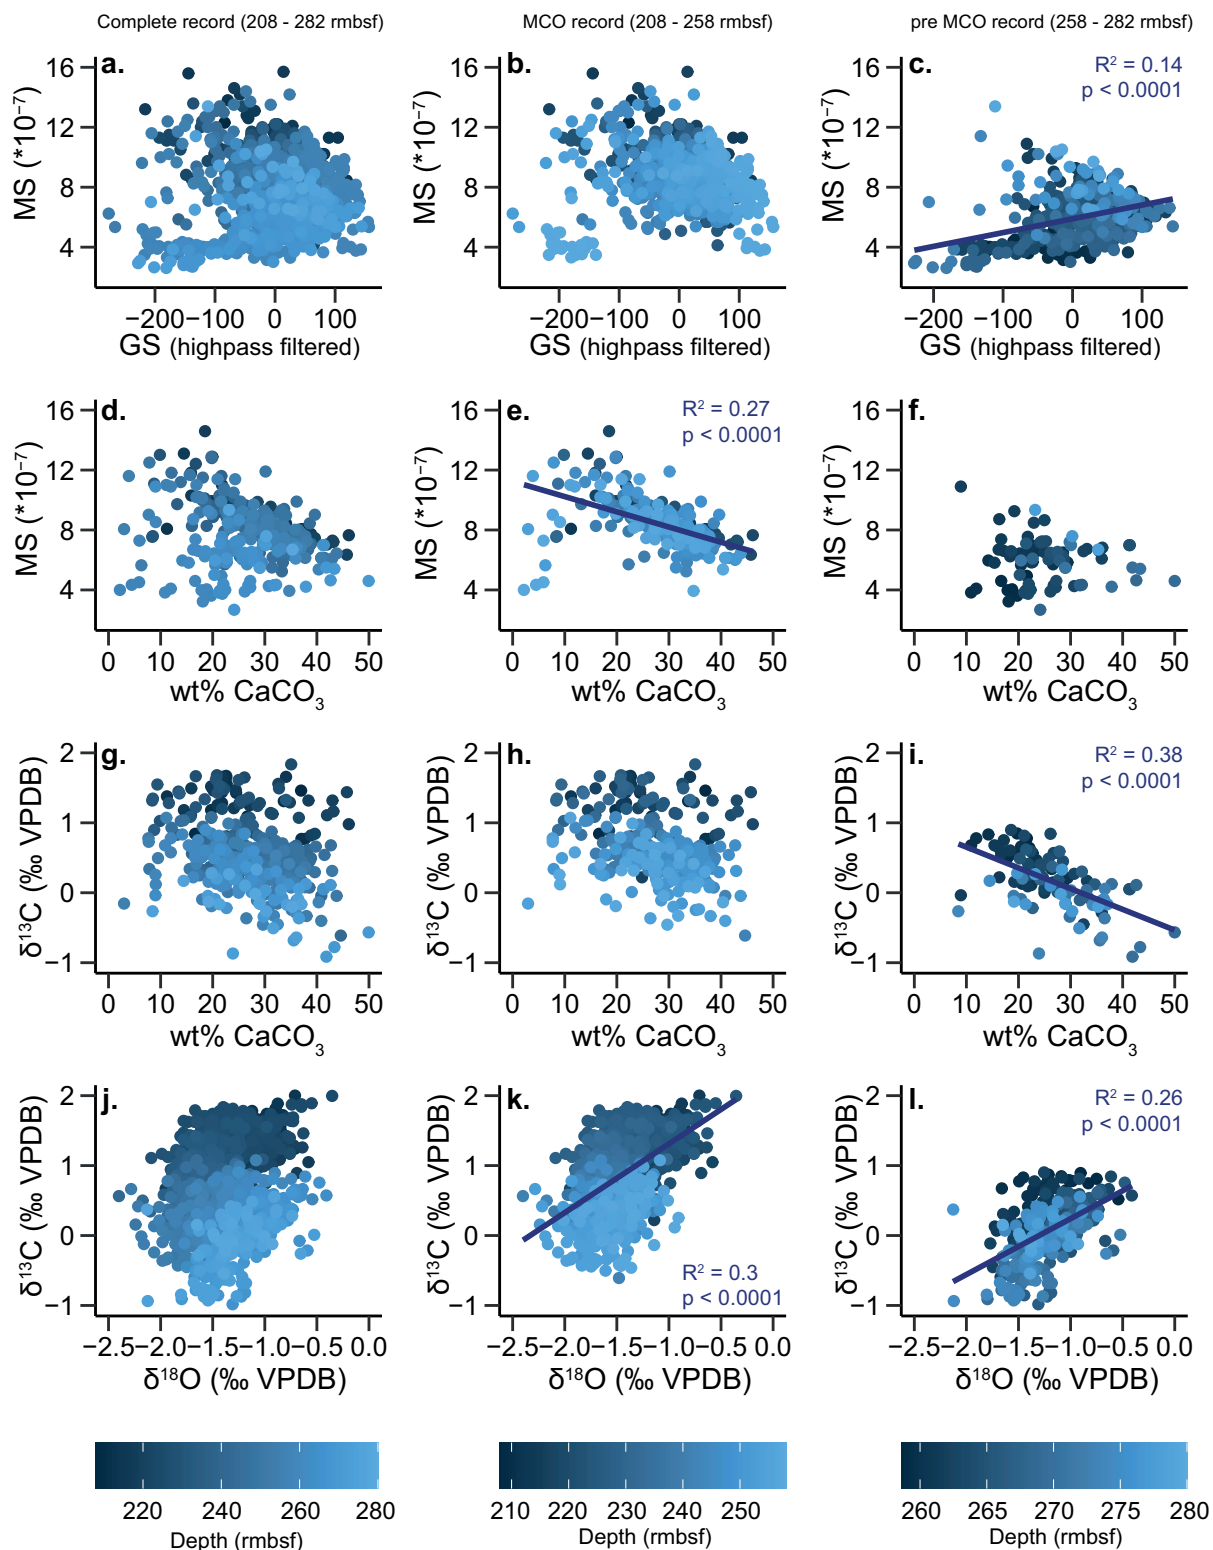 Complete record (208 - 282 rmbsf)
MCO record (208 - 258 rmbsf)
pre MCO record (258 - 282 rmbsf)
a.
16
12
8
4
MS (*10⁻⁷)
−200 −100 0 100
GS (highpass filtered)
b.
16
12
8
4
MS (*10⁻⁷)
−200 −100 0 100
GS (highpass filtered)
c.
R² = 0.14
p < 0.0001
16
12
8
4
MS (*10⁻⁷)
−200 −100 0 100
GS (highpass filtered)
d.
16
12
8
4
MS (*10⁻⁷)
0 10 20 30 40 50
wt% CaCO₃
e.
R² = 0.27
p < 0.0001
16
12
8
4
MS (*10⁻⁷)
0 10 20 30 40 50
wt% CaCO₃
f.
16
12
8
4
MS (*10⁻⁷)
0 10 20 30 40 50
wt% CaCO₃
g.
2
1
0
−1
δ¹³C (‰ VPDB)
0 10 20 30 40 50
wt% CaCO₃
h.
2
1
0
−1
δ¹³C (‰ VPDB)
0 10 20 30 40 50
wt% CaCO₃
i.
R² = 0.38
p < 0.0001
2
1
0
−1
δ¹³C (‰ VPDB)
0 10 20 30 40 50
wt% CaCO₃
j.
2
1
0
−1
δ¹³C (‰ VPDB)
−2.5 −2.0 −1.5 −1.0 −0.5 0.0
δ¹⁸O (‰ VPDB)
k.
R² = 0.3
p < 0.0001
2
1
0
−1
δ¹³C (‰ VPDB)
−2.5 −2.0 −1.5 −1.0 −0.5 0.0
δ¹⁸O (‰ VPDB)
l.
R² = 0.26
p < 0.0001
2
1
0
−1
δ¹³C (‰ VPDB)
−2.5 −2.0 −1.5 −1.0 −0.5 0.0
δ¹⁸O (‰ VPDB)
220 240 260 280
Depth (rmbsf)
210 220 230 240 250
Depth (rmbsf)
260 265 270 275 280
Depth (rmbsf)